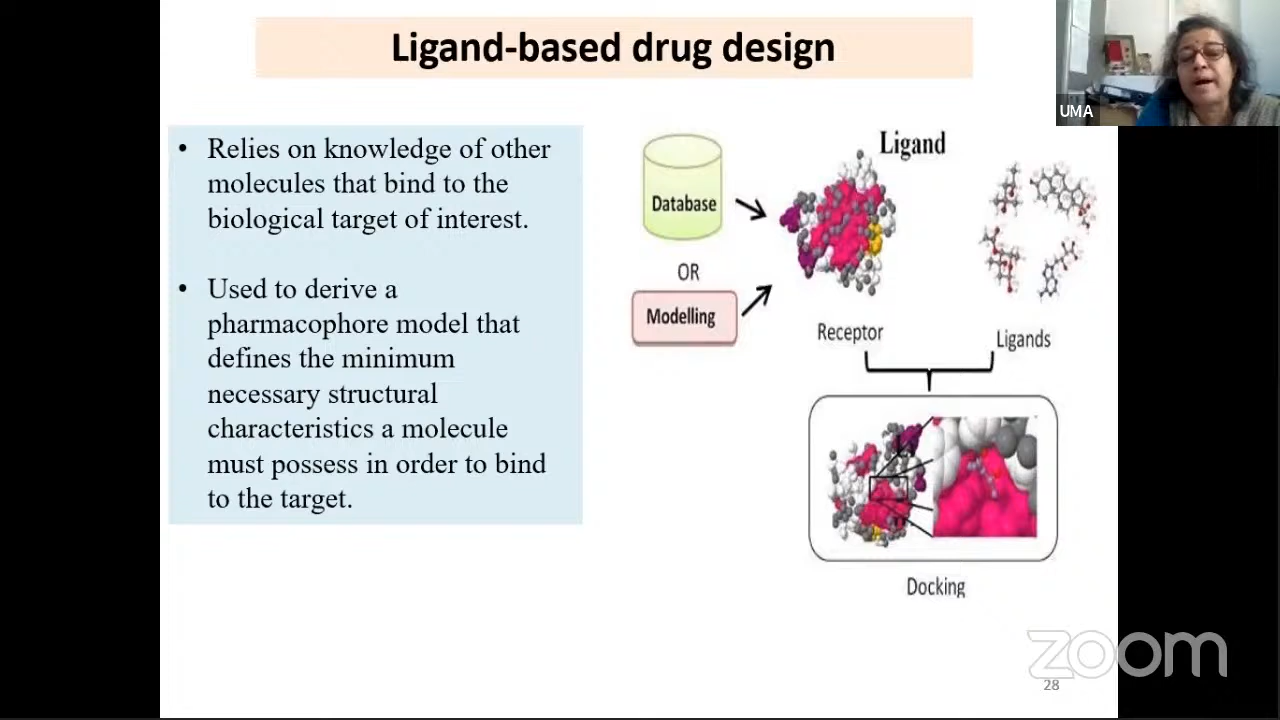 Ligand-based drug design
UMA
• Relies on knowledge of other
molecules that bind to the
biological target of interest.
• Used to derive a
pharmacophore model that
defines the minimum
necessary structural
characteristics a molecule
must possess in order to bind
to the target.
Ligand
Database
OR
Modelling
Receptor
Ligands
Docking
zoom
28